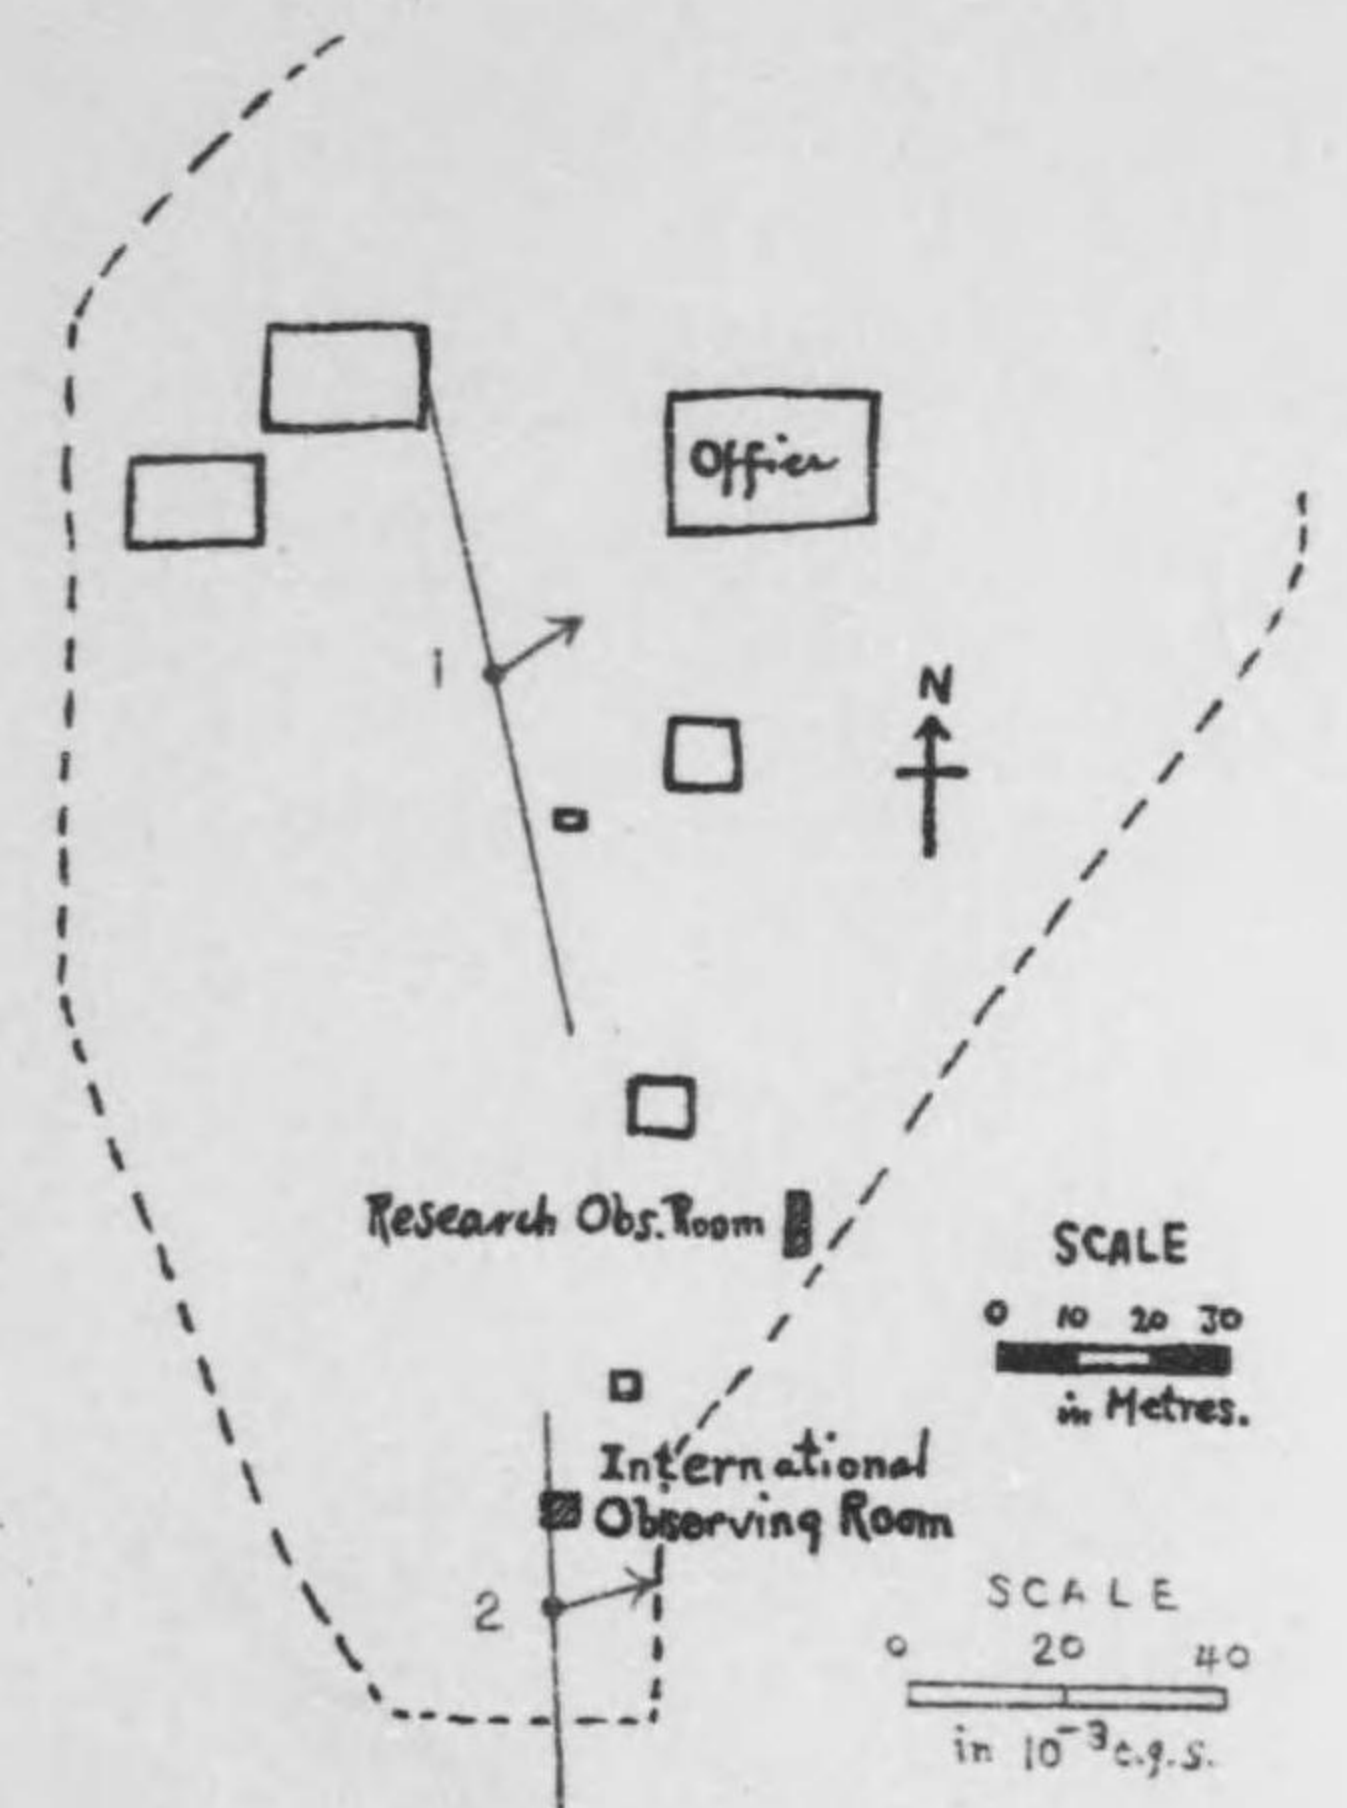 Office
1
N
Research Obs. Room
SCALE
0 10 20 30
in Metres.
International
Observing Room
2
SCALE
0 20 40
in 10⁻³ c.g.s.